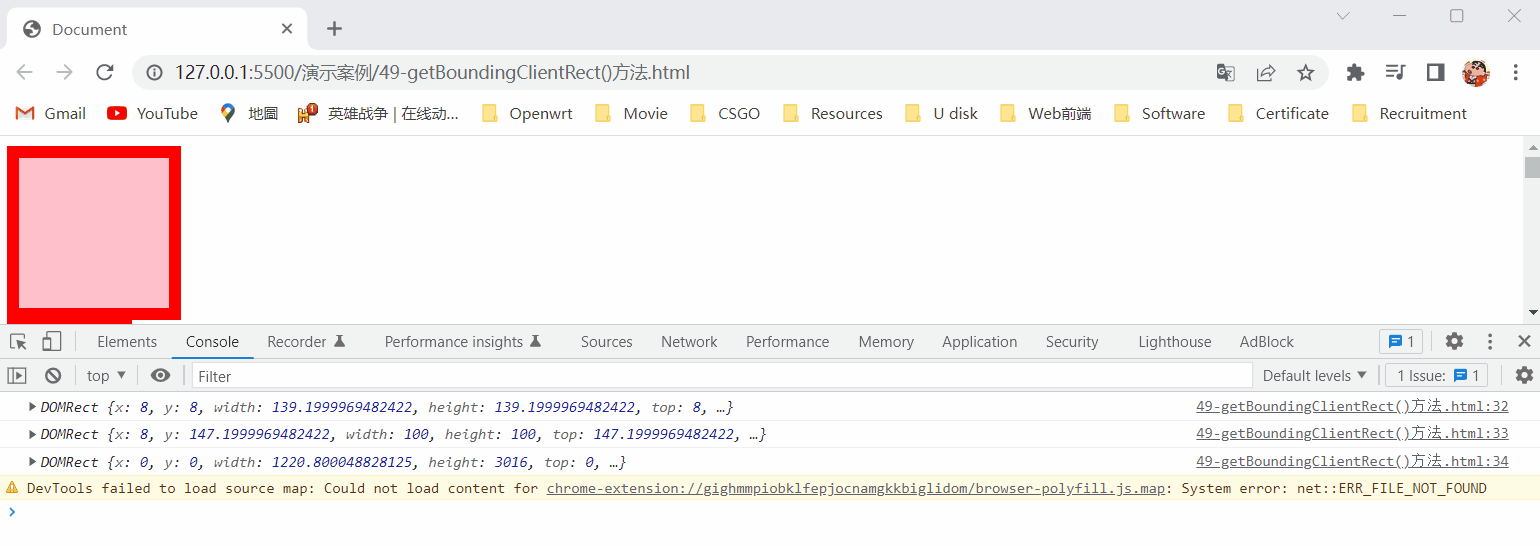 Document
127.0.0.1:5500/演示案例/49-getBoundingClientRect()方法.html
Gmail YouTube 地圖 英雄战争 | 在线动... Openwrt Movie CSGO Resources U disk Web前端 Software Certificate Recruitment
Elements Console Recorder Performance insights Sources Network Performance Memory Application Security Lighthouse AdBlock 1
top Filter Default levels 1 Issue: 1
DOMRect {x: 8, y: 8, width: 139.1999969482422, height: 139.1999969482422, top: 8, …} 49-getBoundingClientRect()方法.html:32
DOMRect {x: 8, y: 147.1999969482422, width: 100, height: 100, top: 147.1999969482422, …} 49-getBoundingClientRect()方法.html:33
DOMRect {x: 0, y: 0, width: 1220.800048828125, height: 3016, top: 0, …} 49-getBoundingClientRect()方法.html:34
DevTools failed to load source map: Could not load content for chrome-extension://gighmmpiobklfepjocnamgkkbiglidom/browser-polyfill.js.map: System error: net::ERR_FILE_NOT_FOUND